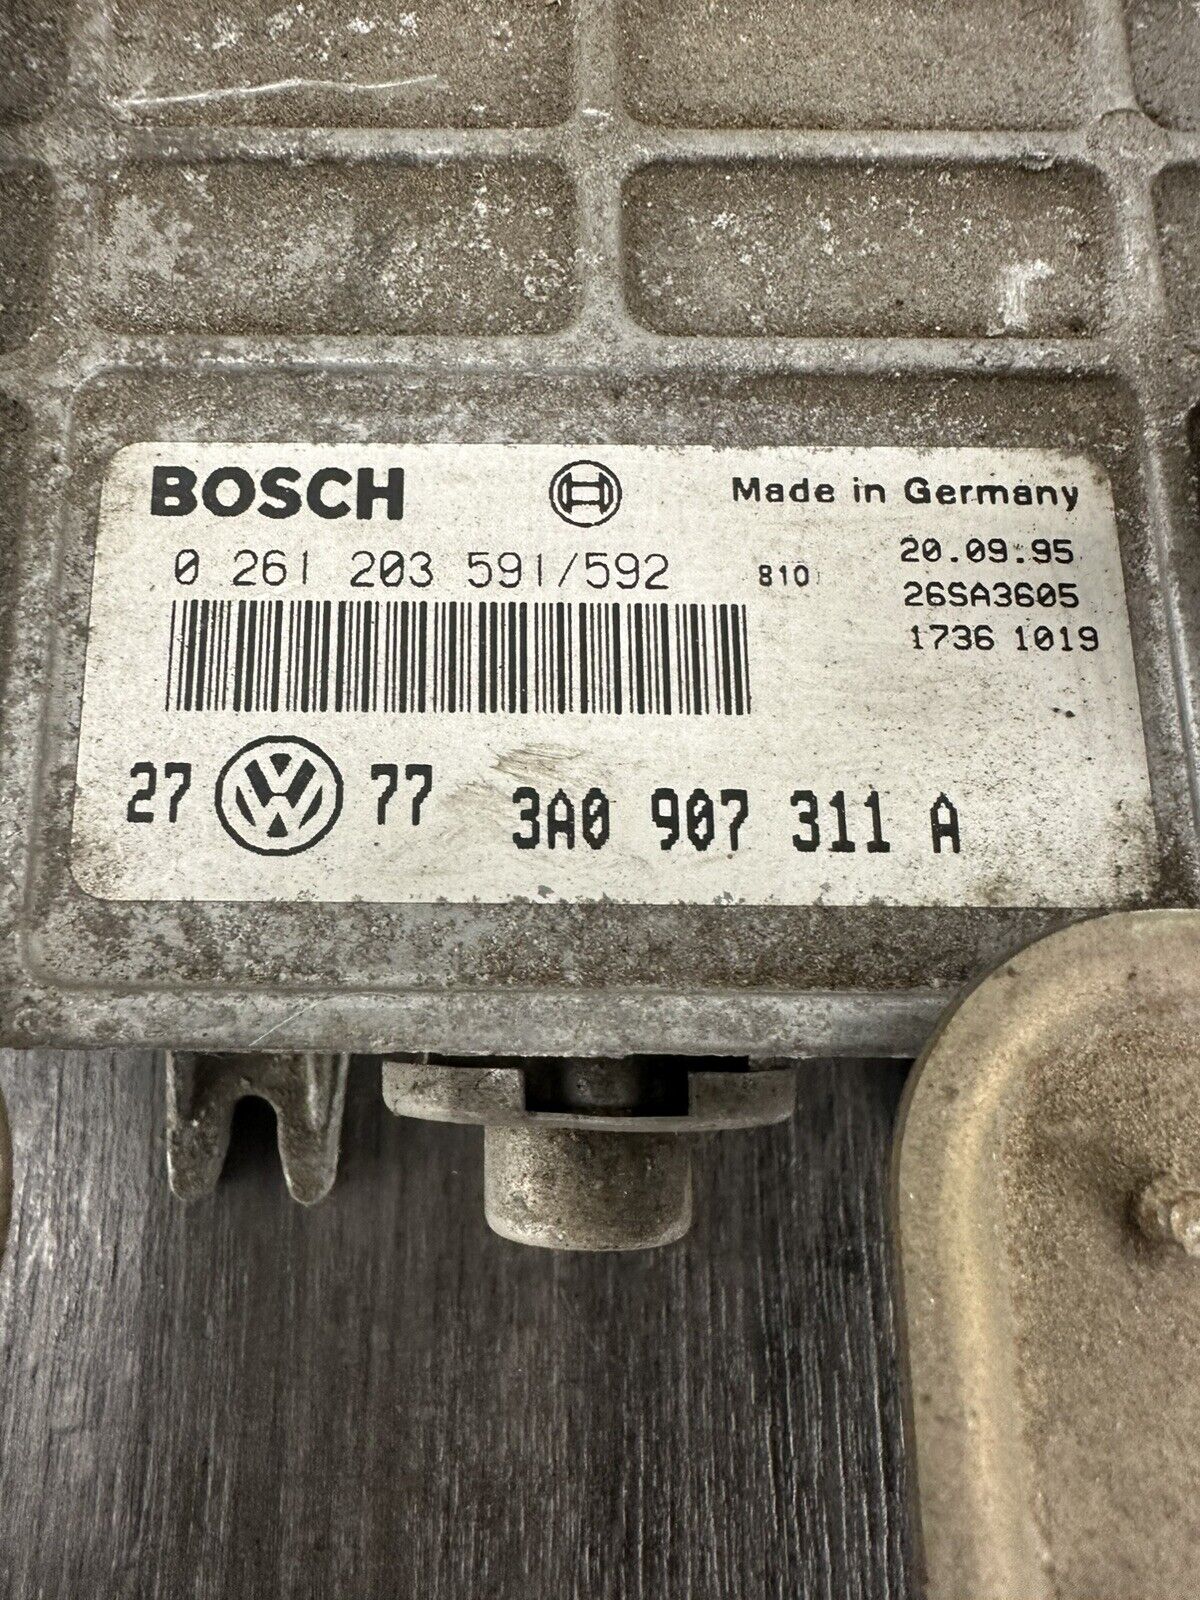 BOSCH
Made in Germany
0 261 203 591/592
810
20.09.95
26SA3605
1736 1019
27 VW 77
3A0 907 311 A